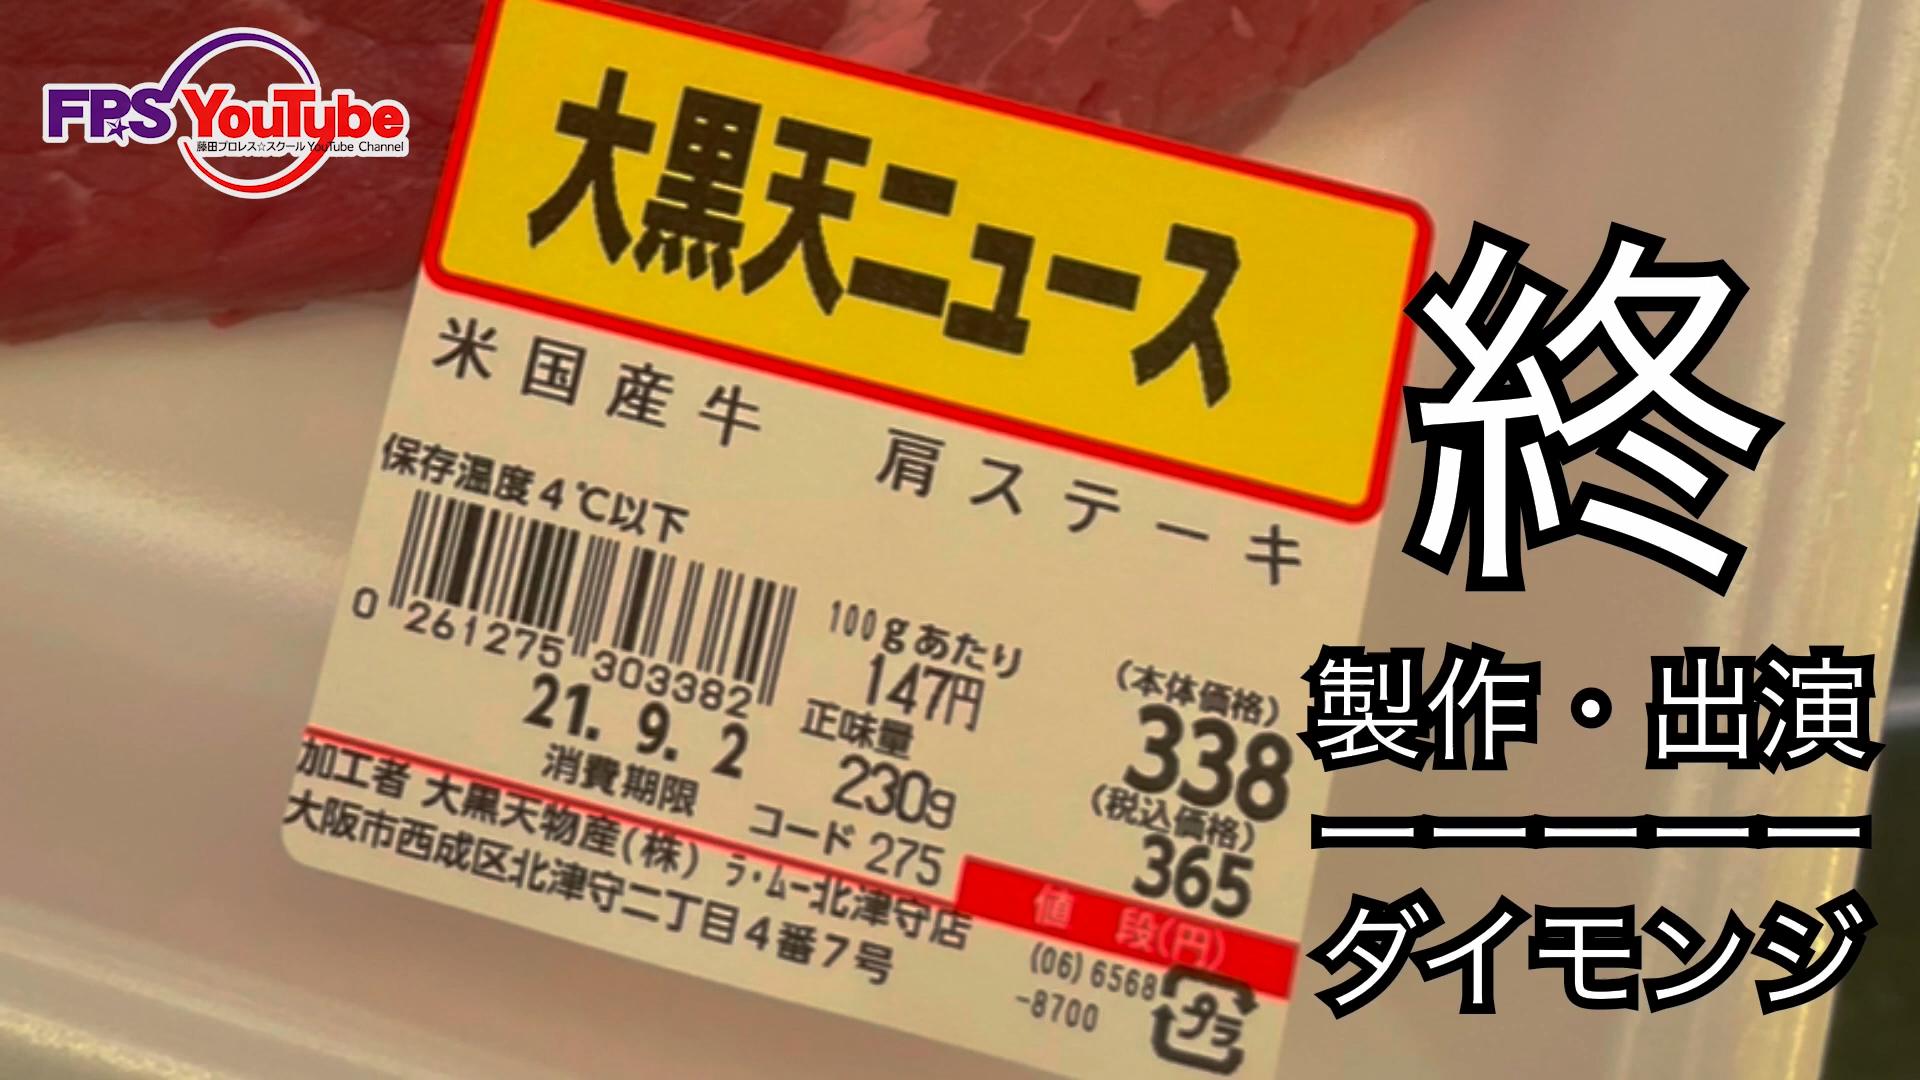 FPS YouTube
藤田プロレス☆スクール YouTube Channel
大黒天ニュース
米国産牛 肩ステーキ
保存温度4℃以下
0 261275 303382
100gあたり
147円
正味量
230g
(本体価格)
338
(税込価格)
365
21. 9. 2
消費期限
コード 275
値 段(円)
加工者 大黒天物産(株) ラ・ムー北津守店
大阪市西成区北津守二丁目4番7号
(06)6568
-8700
プラ
終
製作・出演
ーーーーー
ダイモンジ